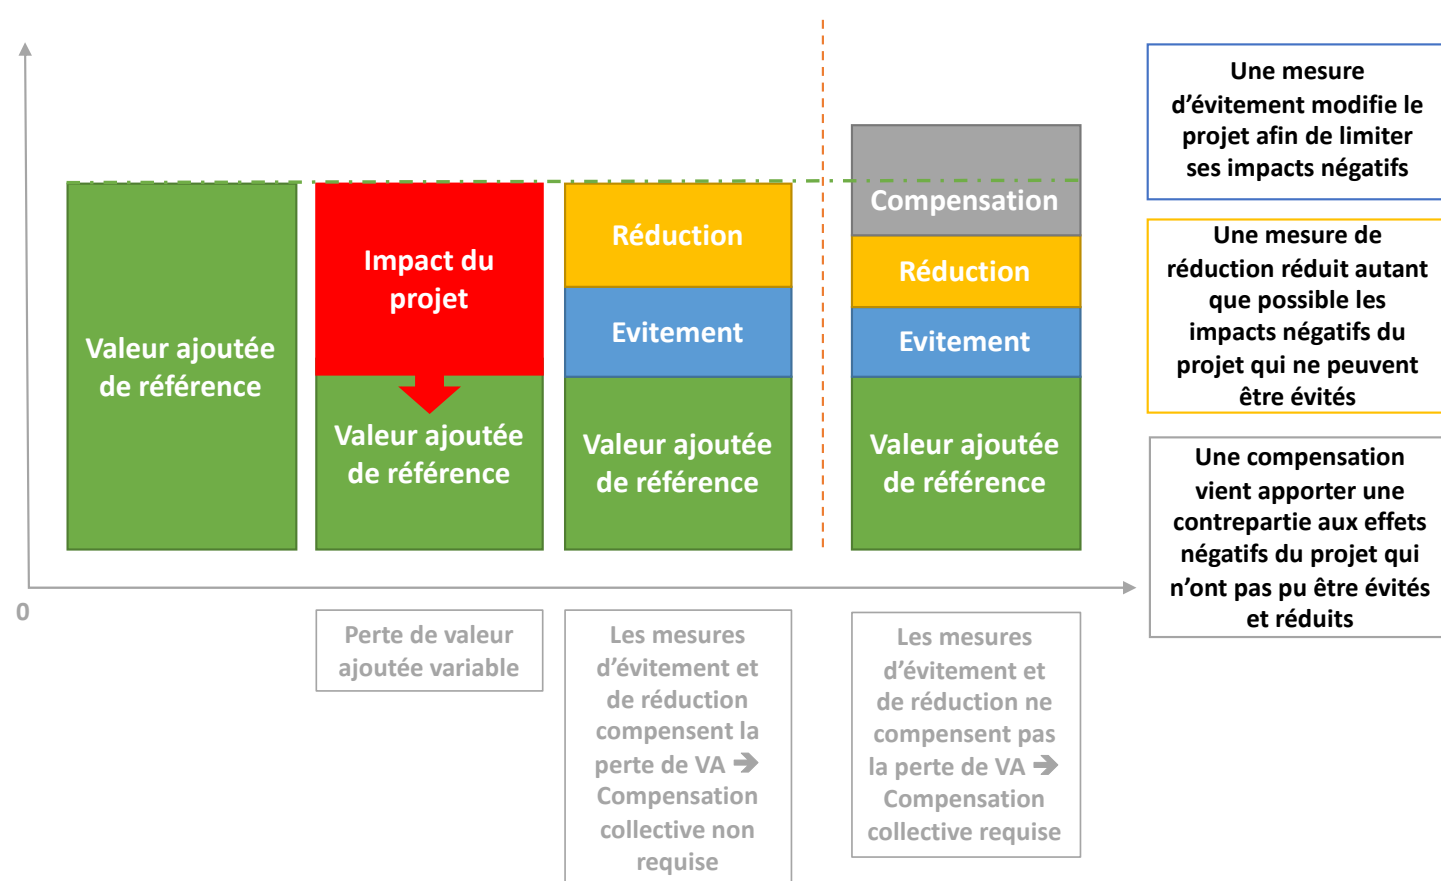 Valeur ajoutée
de référence
Impact du
projet
Valeur ajoutée
de référence
Réduction
Evitement
Valeur ajoutée
de référence
Compensation
Réduction
Evitement
Valeur ajoutée
de référence
0
Perte de valeur
ajoutée variable
Les mesures
d’évitement et
de réduction
compensent la
perte de VA ➔
Compensation
collective non
requise
Les mesures
d’évitement et
de réduction ne
compensent pas
la perte de VA ➔
Compensation
collective requise
Une mesure
d’évitement modifie le
projet afin de limiter
ses impacts négatifs
Une mesure de
réduction réduit autant
que possible les
impacts négatifs du
projet qui ne peuvent
être évités
Une compensation
vient apporter une
contrepartie aux effets
négatifs du projet qui
n’ont pas pu être évités
et réduits